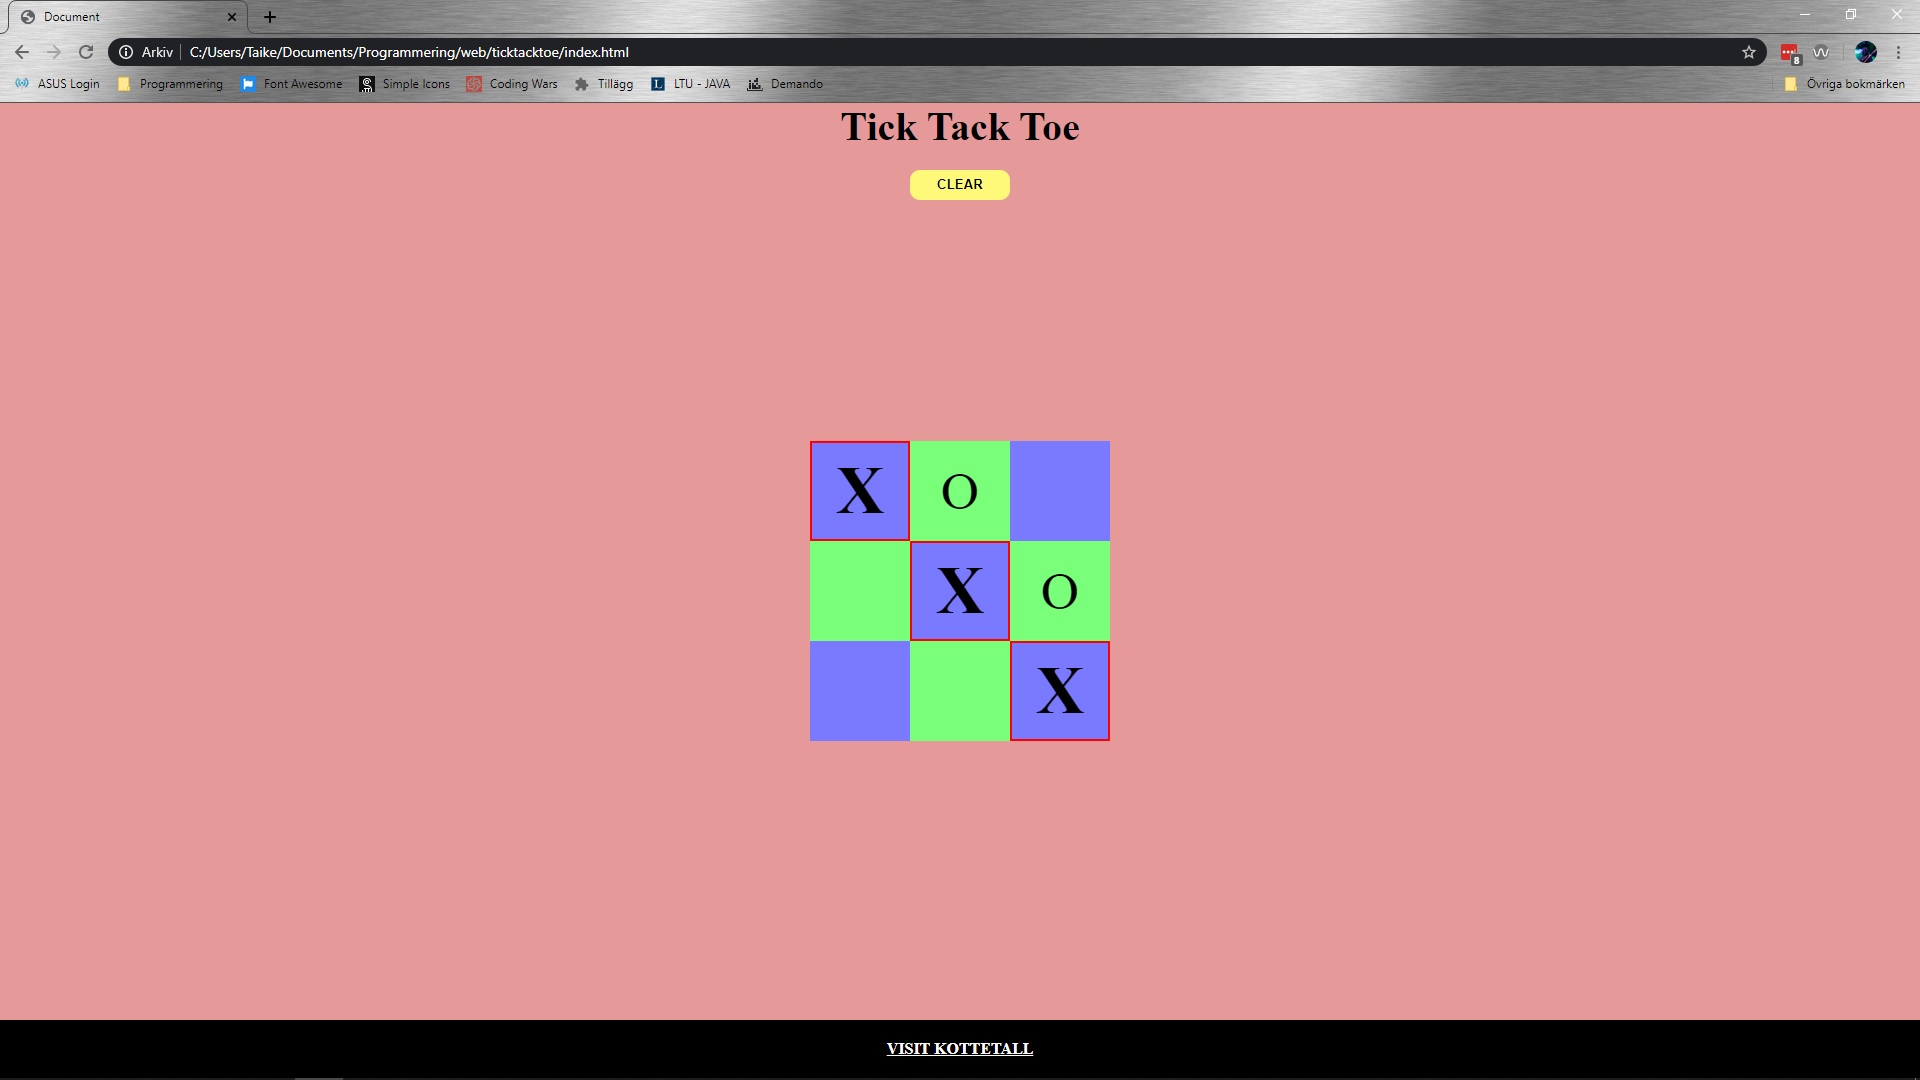 Document
Arkiv C:/Users/Taike/Documents/Programmering/web/ticktacktoe/index.html
8
ASUS Login Programmering Font Awesome Simple Icons Coding Wars Tillägg LTU - JAVA Demando Övriga bokmärken
Tick Tack Toe
CLEAR
X O
X O
X
VISIT KOTTETALL